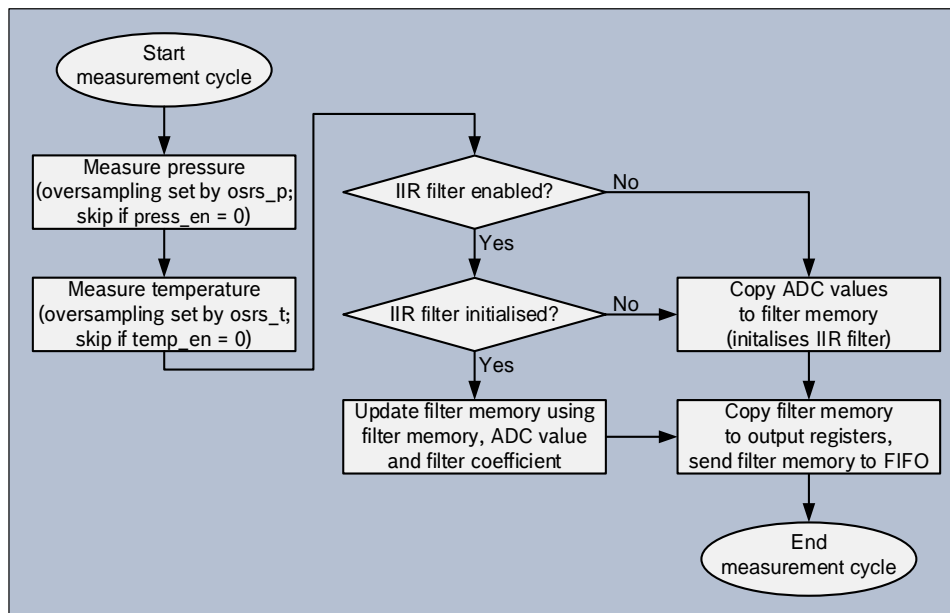 Start
measurement cycle
Measure pressure
(oversampling set by osrs_p;
skip if press_en = 0)
Measure temperature
(oversampling set by osrs_t;
skip if temp_en = 0)
IIR filter enabled?
No
Yes
IIR filter initialised?
No
Yes
Copy ADC values
to filter memory
(initalises IIR filter)
Update filter memory using
filter memory, ADC value
and filter coefficient
Copy filter memory
to output registers,
send filter memory to FIFO
End
measurement cycle